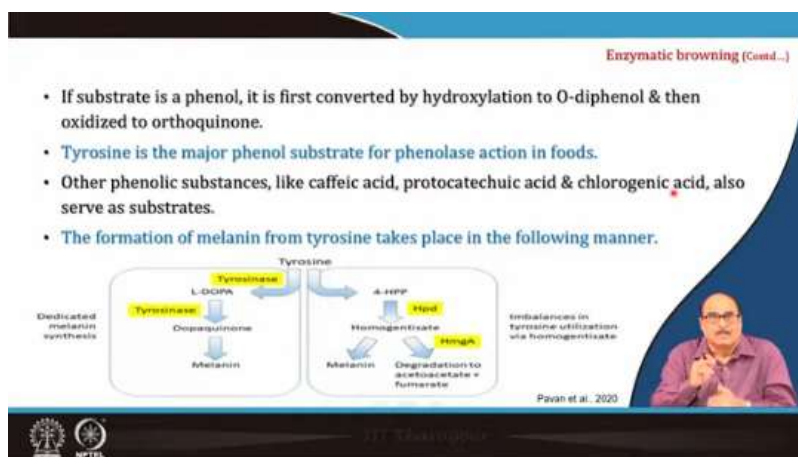 Enzymatic browning (Contd...)
• If substrate is a phenol, it is first converted by hydroxylation to O-diphenol & then
oxidized to orthoquinone.
• Tyrosine is the major phenol substrate for phenolase action in foods.
• Other phenolic substances, like caffeic acid, protocatechuic acid & chlorogenic acid, also
serve as substrates.
• The formation of melanin from tyrosine takes place in the following manner.
Tyrosine
Tyrosinase
L-DOPA
4-HPP
Tyrosinase
Hpd
Dedicated
melanin
synthesis
Dopaquinone
Homogentisate
Imbalances in
tyrosine utilization
via homogentisate
HmgA
Melanin
Melanin
Degradation to
acetoacetate +
fumarate
Pavan et al., 2020
NPTEL